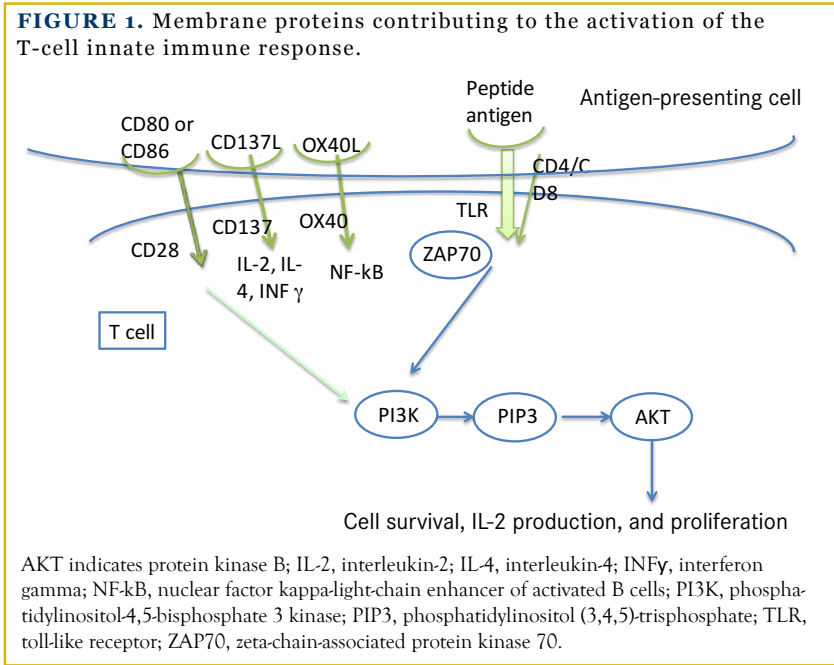 FIGURE 1. Membrane proteins contributing to the activation of the
T-cell innate immune response.
Peptide
antigen
Antigen-presenting cell
CD80 or
CD86
CD137L
OX40L
CD4/C
D8
TLR
CD28
CD137
OX40
IL-2, IL-
4, INF γ
NF-kB
ZAP70
T cell
PI3K
PIP3
AKT
Cell survival, IL-2 production, and proliferation
AKT indicates protein kinase B; IL-2, interleukin-2; IL-4, interleukin-4; INFγ, interferon
gamma; NF-kB, nuclear factor kappa-light-chain enhancer of activated B cells; PI3K, phospha-
tidylinositol-4,5-bisphosphate 3 kinase; PIP3, phosphatidylinositol (3,4,5)-trisphosphate; TLR,
toll-like receptor; ZAP70, zeta-chain-associated protein kinase 70.